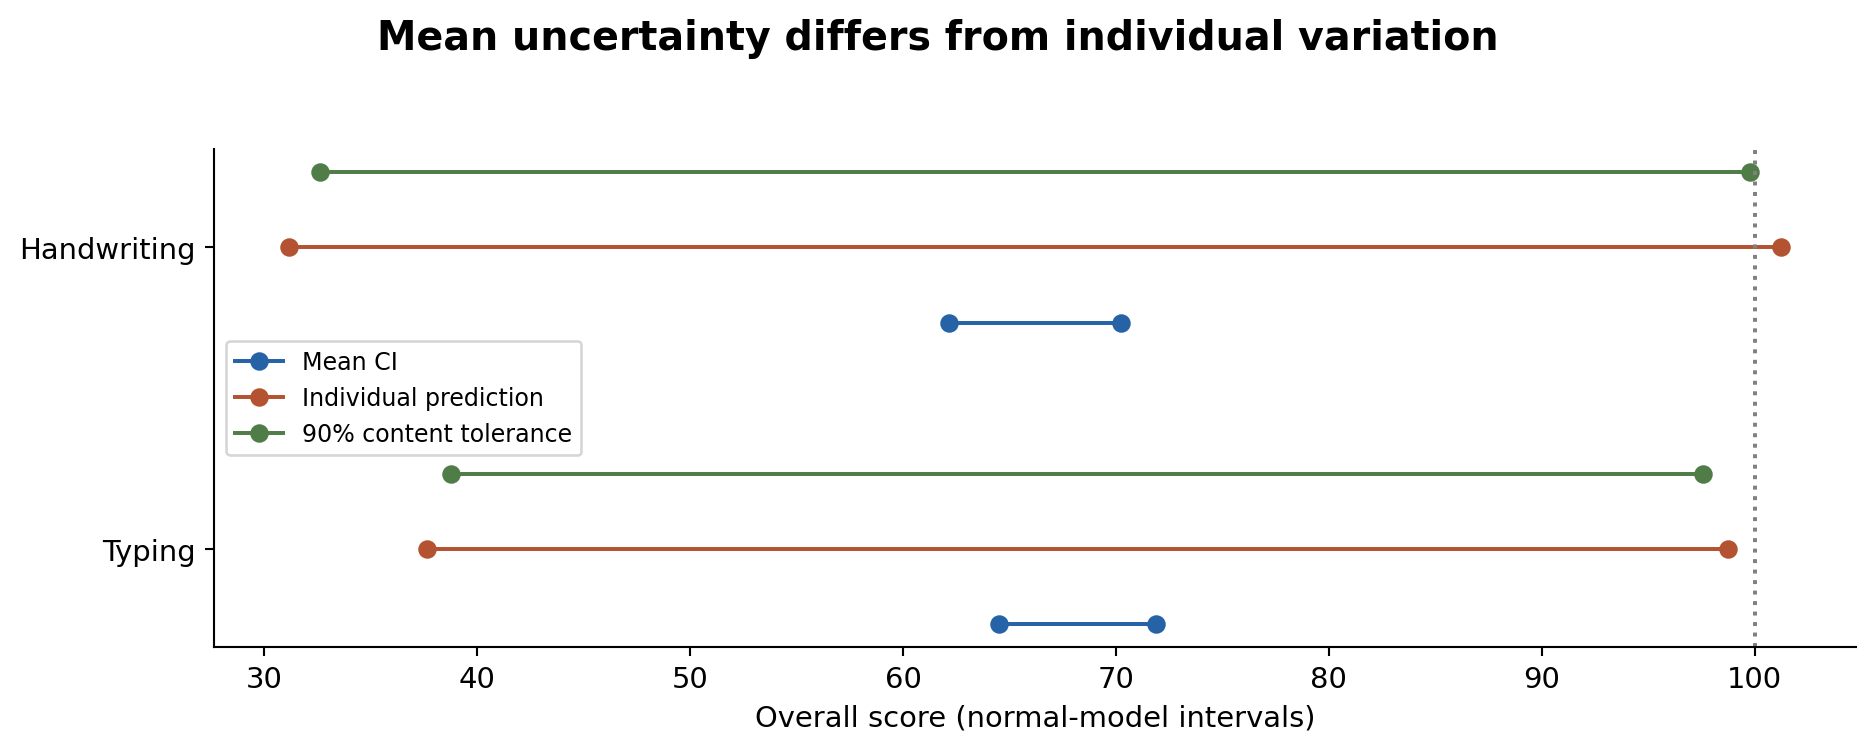 Mean uncertainty differs from individual variation
Handwriting
Mean CI
Individual prediction
90% content tolerance
Typing
30 40 50 60 70 80 90 100
Overall score (normal-model intervals)